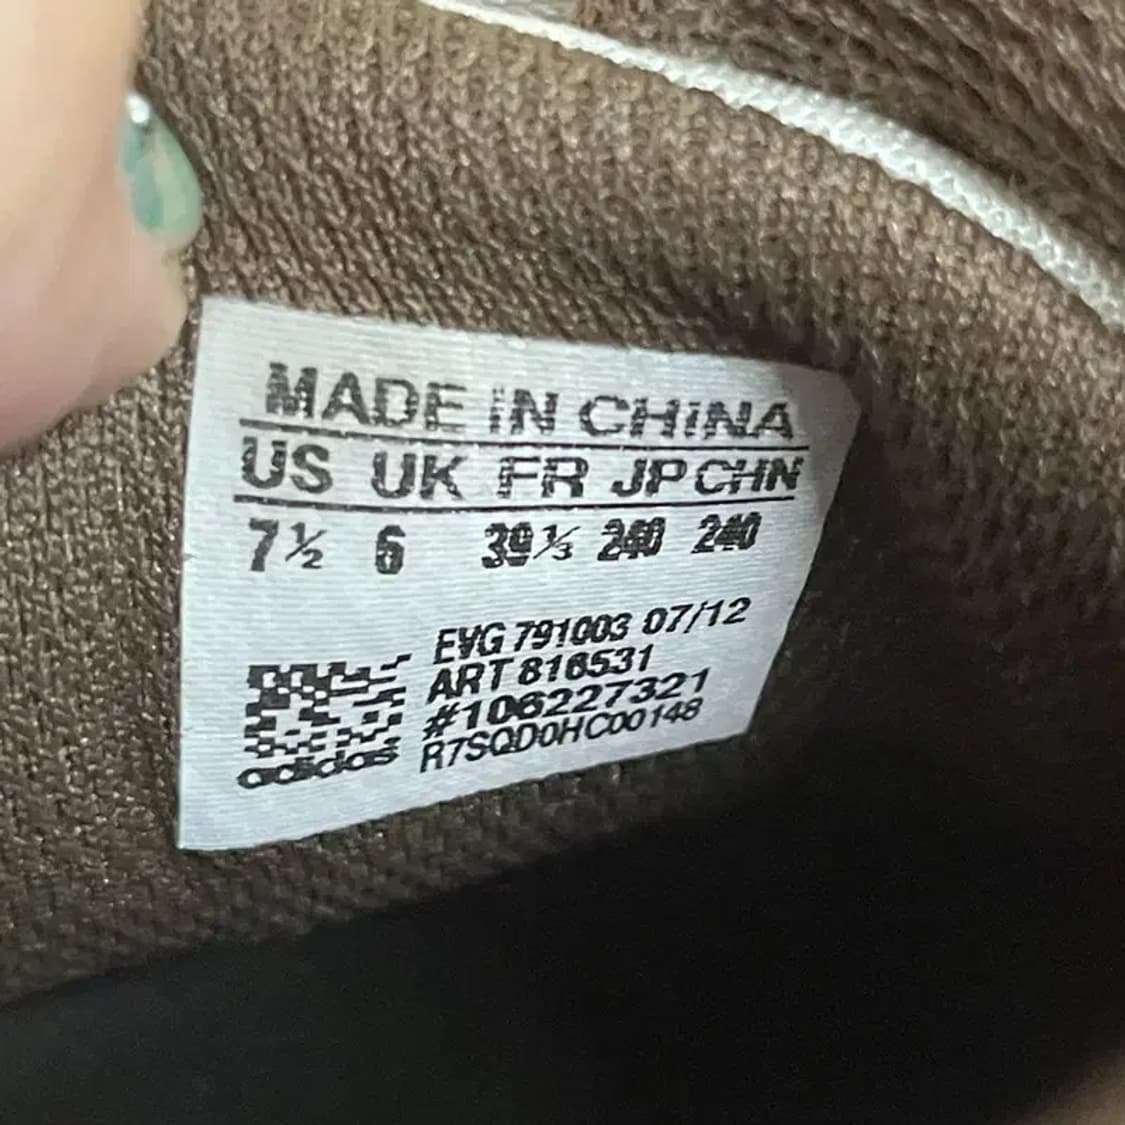 MADE IN CHINA
US UK FR JP CHN
7½ 6 39⅓ 240 240
EVG 791003 07/12
ART 816531
#106227321
R7SQD0HC00148
adidas